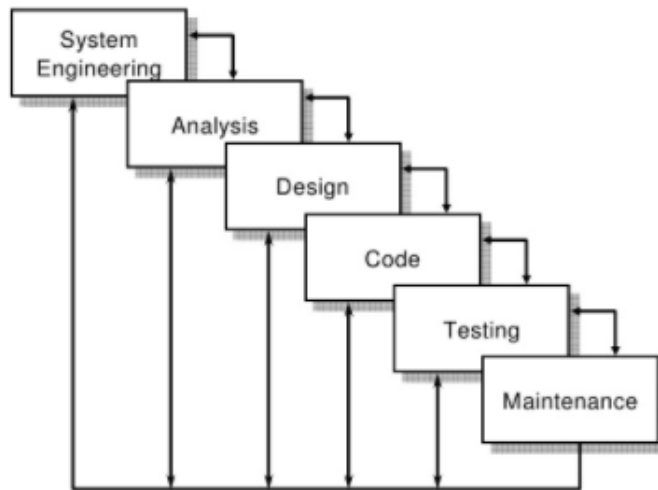 System
Engineering
Analysis
Design
Code
Testing
Maintenance